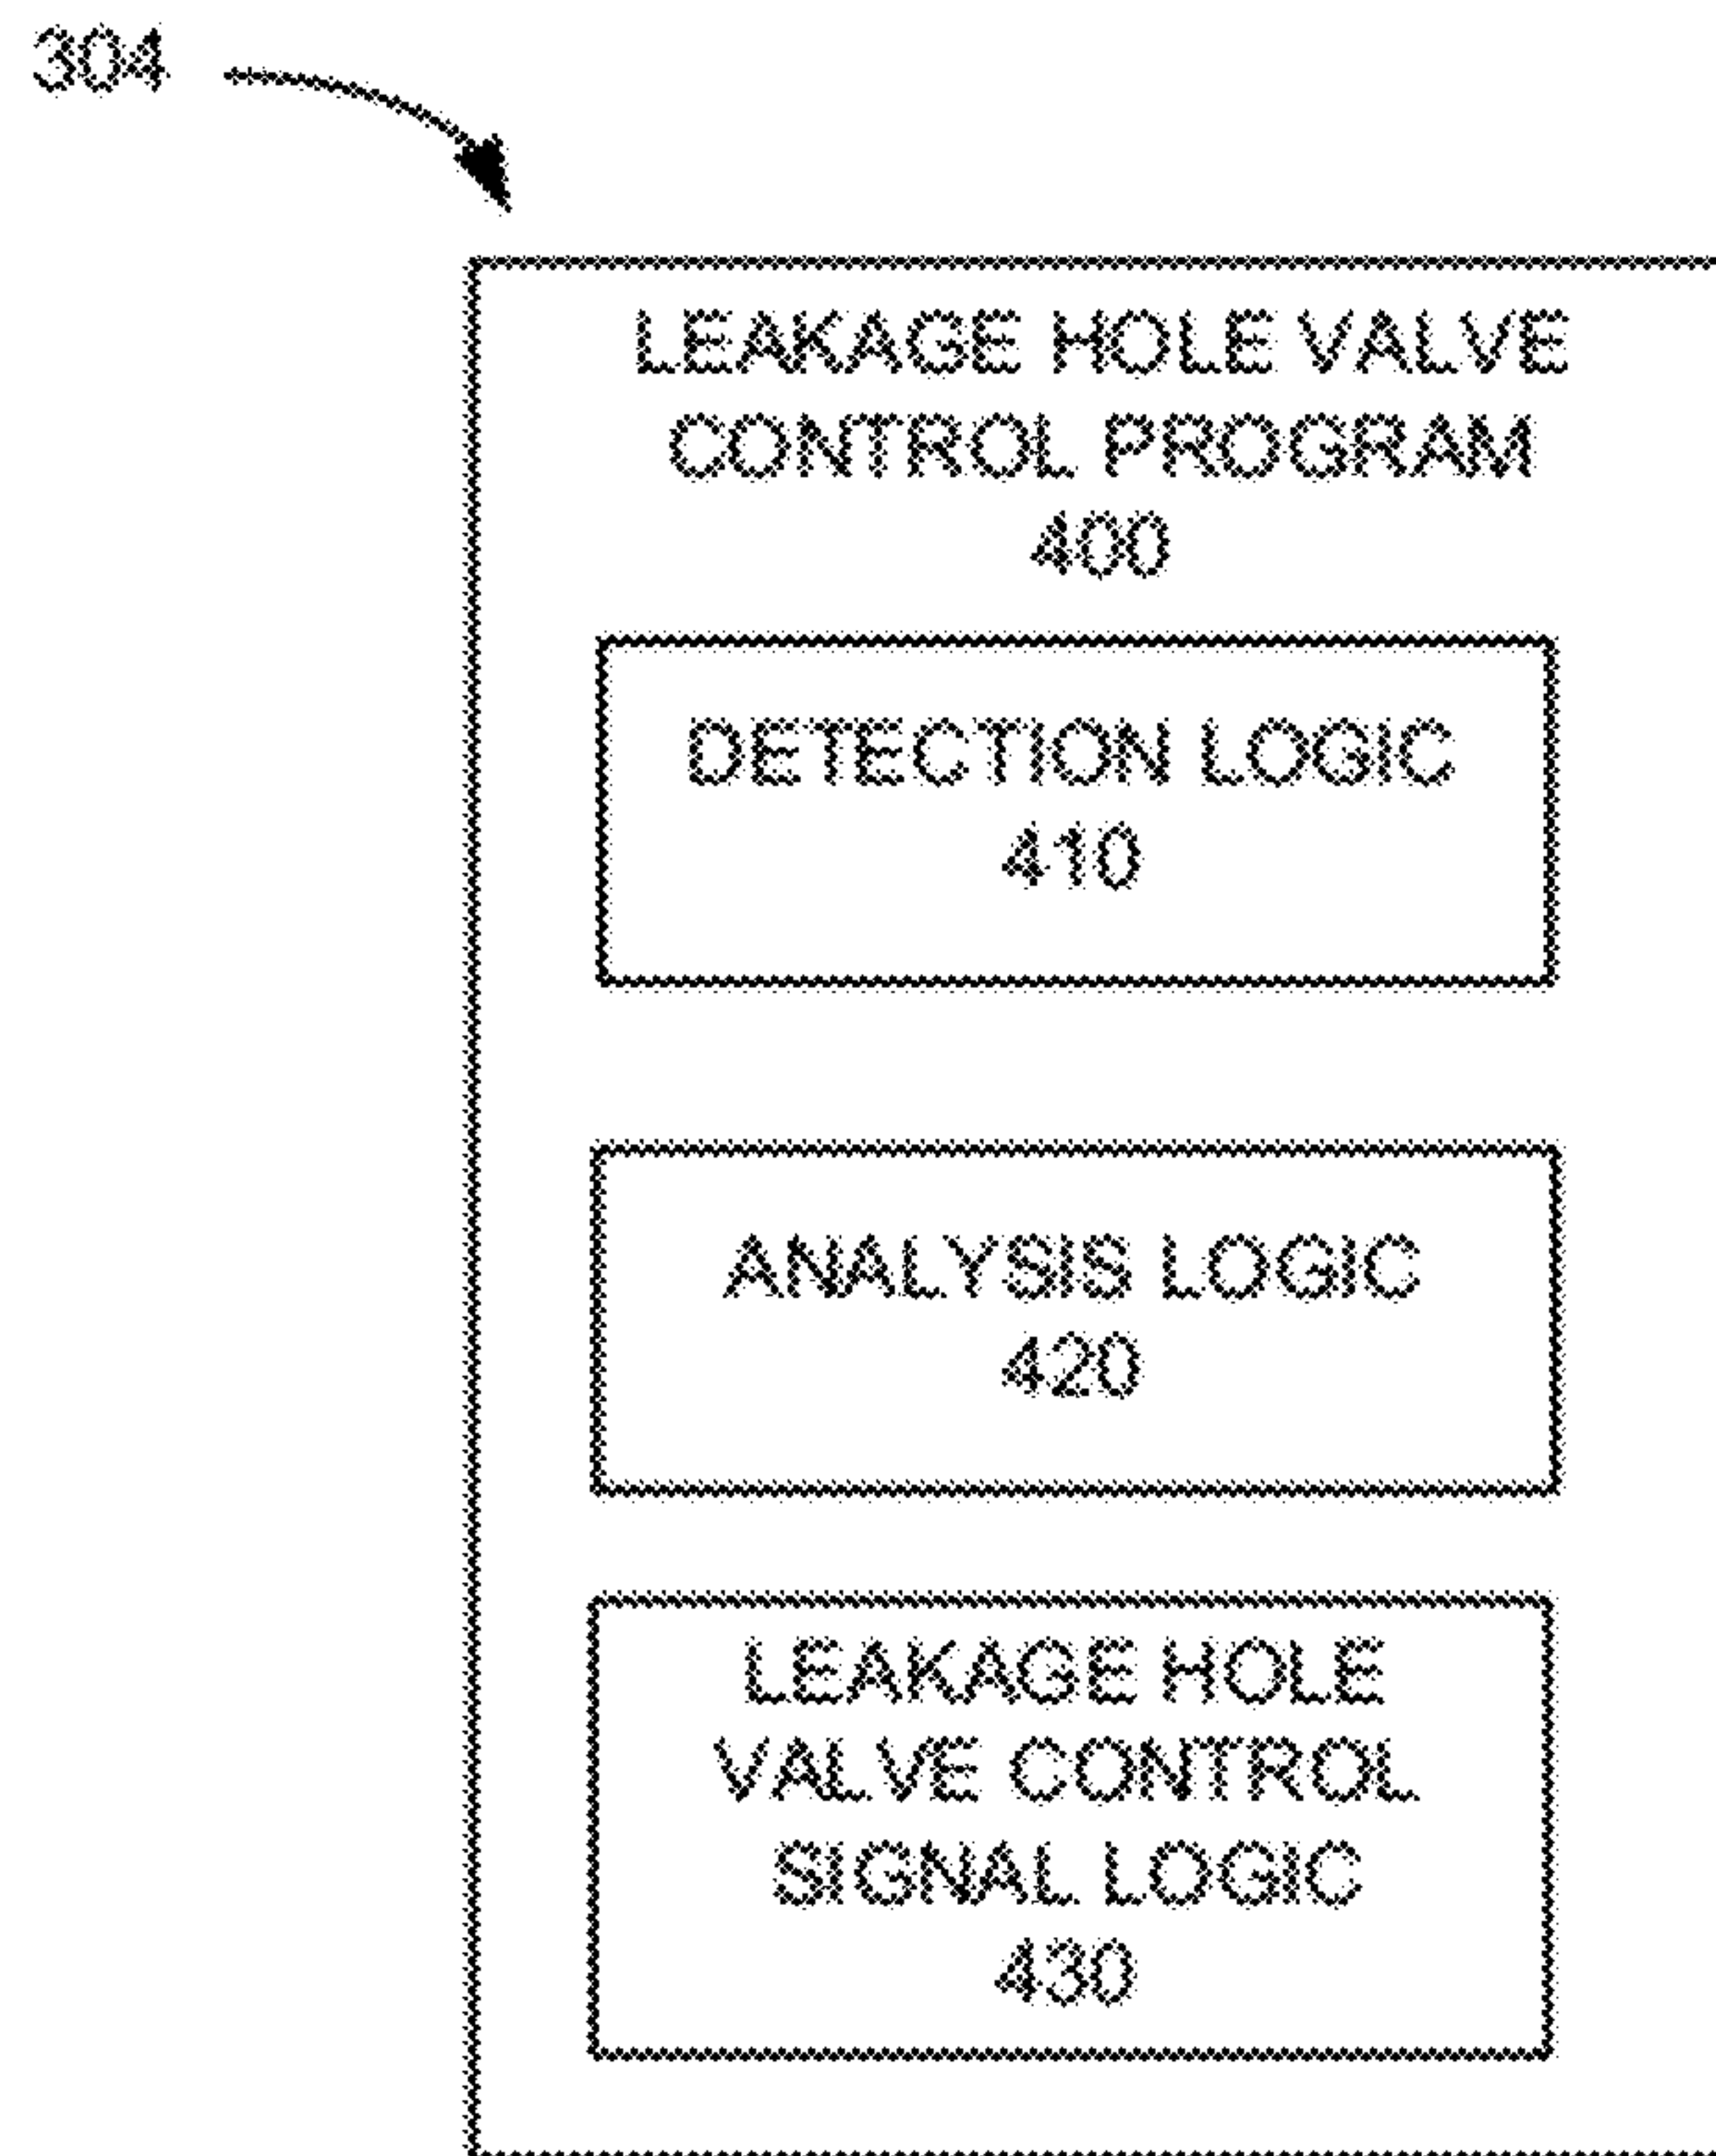 304
LEAKAGE HOLE VALVE
CONTROL PROGRAM
400
DETECTION LOGIC
410
ANALYSIS LOGIC
420
LEAKAGE HOLE
VALVE CONTROL
SIGNAL LOGIC
430